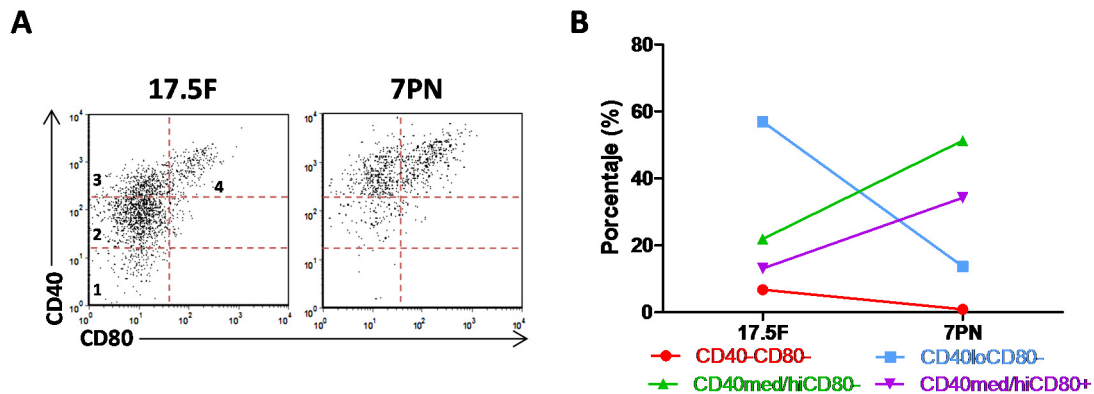 A
B
17.5F
7PN
10⁴
10³
10²
10¹
10⁰
3
2
1
4
10⁰ 10¹ 10² 10³ 10⁴
10⁴
10³
10²
10¹
10⁰
10⁰ 10¹ 10² 10³ 10⁴
CD40
CD80
Porcentaje (%)
80
60
40
20
0
17.5F
7PN
CD40-CD80-
CD40loCD80-
CD40med/hiCD80-
CD40med/hiCD80+